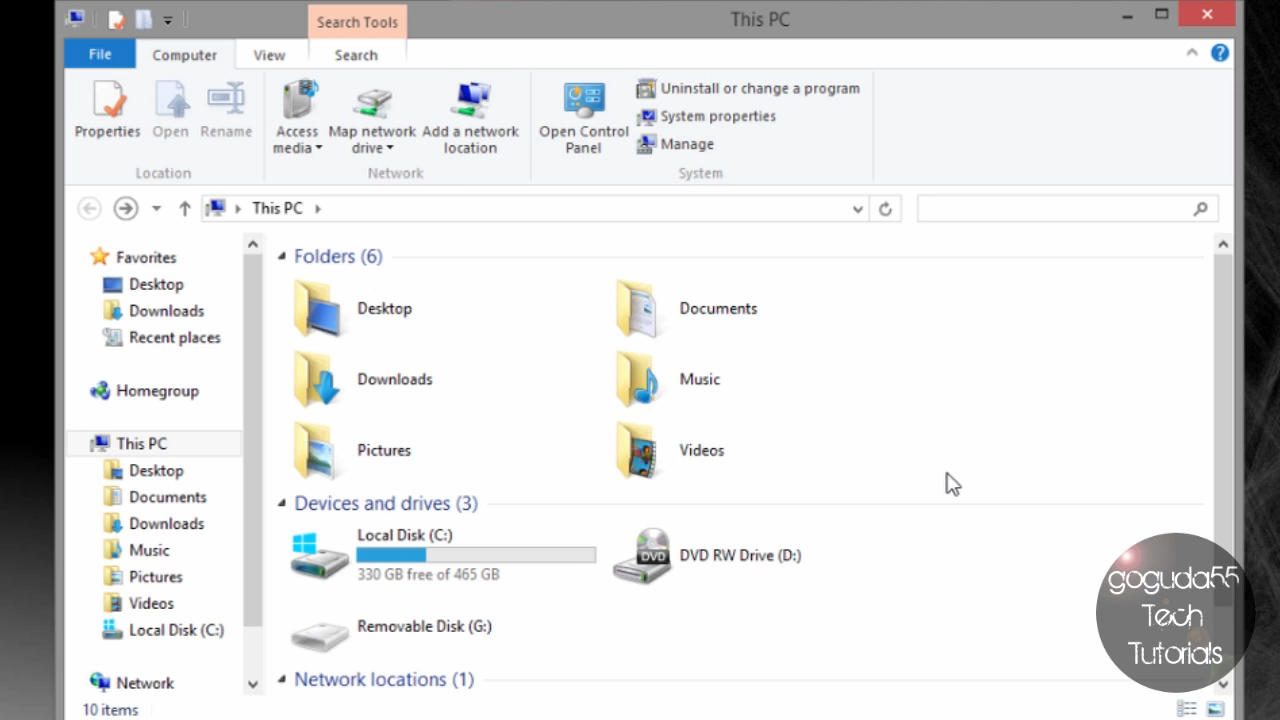 Search Tools
This PC
File
Computer
View
Search
Properties
Open
Rename
Access media
Map network drive
Add a network location
Open Control Panel
Uninstall or change a program
System properties
Manage
Location
Network
System
This PC
Favorites
Desktop
Downloads
Recent places
Homegroup
This PC
Desktop
Documents
Downloads
Music
Pictures
Videos
Local Disk (C:)
Network
Folders (6)
Desktop
Documents
Downloads
Music
Pictures
Videos
Devices and drives (3)
Local Disk (C:)
330 GB free of 465 GB
DVD
DVD RW Drive (D:)
Removable Disk (G:)
Network locations (1)
10 items
goguda55
Tech
Tutorials